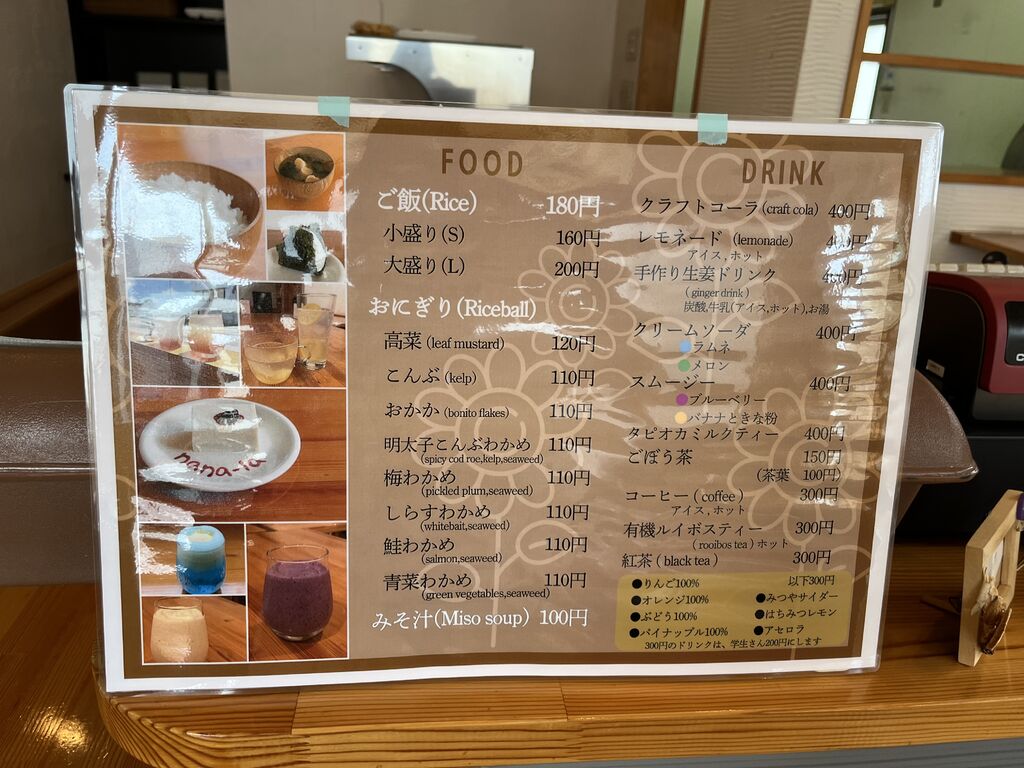 FOOD
ご飯(Rice) 180円
小盛り(S) 160円
大盛り(L) 200円
おにぎり(Riceball)
高菜(leaf mustard) 120円
こんぶ(kelp) 110円
おかか(bonito flakes) 110円
明太子こんぶわかめ 110円
(spicy cod roe,kelp,seaweed)
梅わかめ 110円
(pickled plum,seaweed)
しらすわかめ 110円
(whitebait,seaweed)
鮭わかめ 110円
(salmon,seaweed)
青菜わかめ 110円
(green vegetables,seaweed)
みそ汁(Miso soup) 100円
DRINK
クラフトコーラ(craft cola) 400円
レモネード (lemonade) 400円
アイス,ホット
手作り生姜ドリンク 400円
(ginger drink)
炭酸,牛乳(アイス,ホット),お湯
クリームソーダ 400円
ラムネ
メロン
スムージー 400円
ブルーベリー
バナナときな粉
タピオカミルクティー 400円
ごぼう茶 150円
(茶葉 100円)
コーヒー(coffee) 300円
アイス,ホット
有機ルイボスティー 300円
(rooibos tea)ホット
紅茶(black tea) 300円
以下300円
●りんご100%
●オレンジ100% ●みつやサイダー
●ぶどう100% ●はちみつレモン
●パイナップル100% ●アセロラ
300円のドリンクは、学生さん200円にします
nana-ra